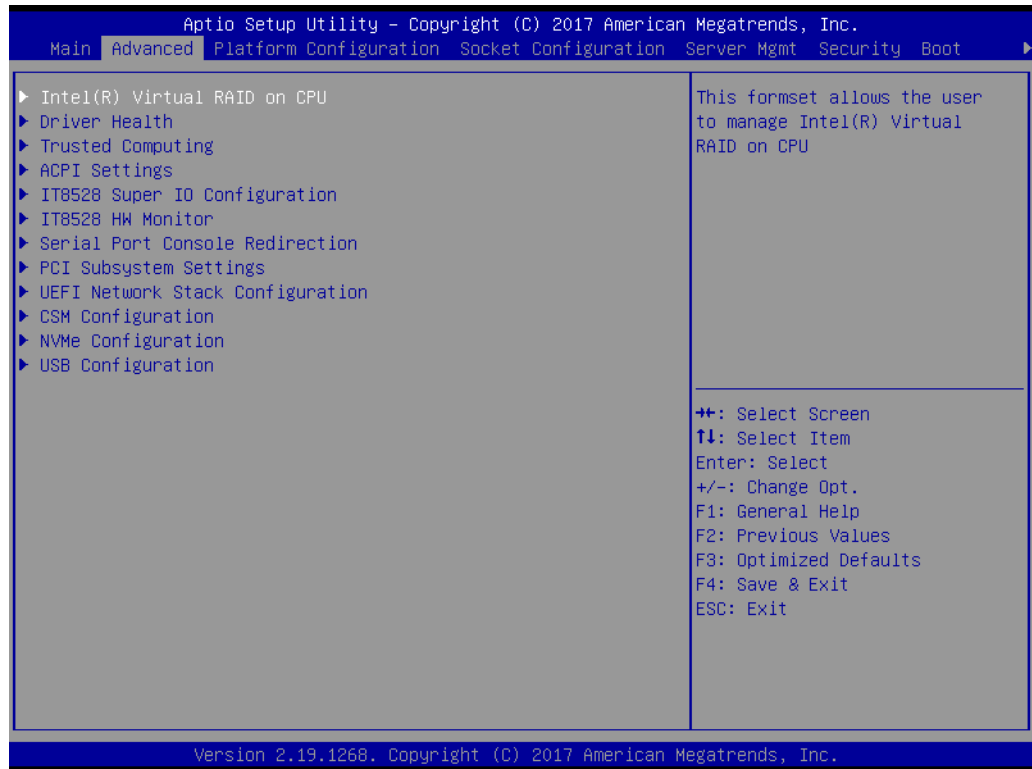 Aptio Setup Utility – Copyright (C) 2017 American Megatrends, Inc.
Main Advanced Platform Configuration Socket Configuration Server Mgmt Security Boot
Intel(R) Virtual RAID on CPU
Driver Health
Trusted Computing
ACPI Settings
IT8528 Super IO Configuration
IT8528 HW Monitor
Serial Port Console Redirection
PCI Subsystem Settings
UEFI Network Stack Configuration
CSM Configuration
NVMe Configuration
USB Configuration
This formset allows the user
to manage Intel(R) Virtual
RAID on CPU
→←: Select Screen
↑↓: Select Item
Enter: Select
+/-: Change Opt.
F1: General Help
F2: Previous Values
F3: Optimized Defaults
F4: Save & Exit
ESC: Exit
Version 2.19.1268. Copyright (C) 2017 American Megatrends, Inc.